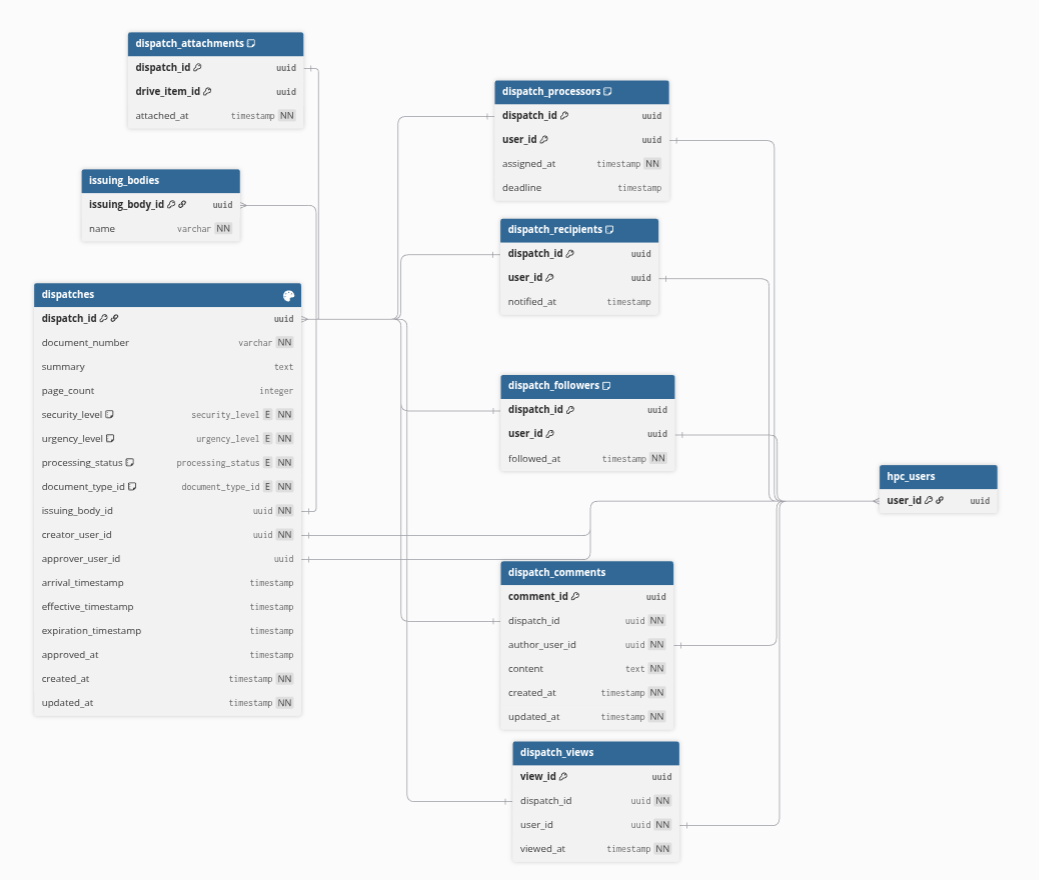 dispatch_attachments
dispatch_id uuid
drive_item_id uuid
attached_at timestamp NN
issuing_bodies
issuing_body_id uuid
name varchar NN
dispatches
dispatch_id uuid
document_number varchar NN
summary text
page_count integer
security_level security_level E NN
urgency_level urgency_level E NN
processing_status processing_status E NN
document_type_id document_type_id E NN
issuing_body_id uuid NN
creator_user_id uuid NN
approver_user_id uuid
arrival_timestamp timestamp
effective_timestamp timestamp
expiration_timestamp timestamp
approved_at timestamp
created_at timestamp NN
updated_at timestamp NN
dispatch_processors
dispatch_id uuid
user_id uuid
assigned_at timestamp NN
deadline timestamp
dispatch_recipients
dispatch_id uuid
user_id uuid
notified_at timestamp
dispatch_followers
dispatch_id uuid
user_id uuid
followed_at timestamp NN
dispatch_comments
comment_id uuid
dispatch_id uuid NN
author_user_id uuid NN
content text NN
created_at timestamp NN
updated_at timestamp NN
dispatch_views
view_id uuid
dispatch_id uuid NN
user_id uuid NN
viewed_at timestamp NN
hpc_users
user_id uuid